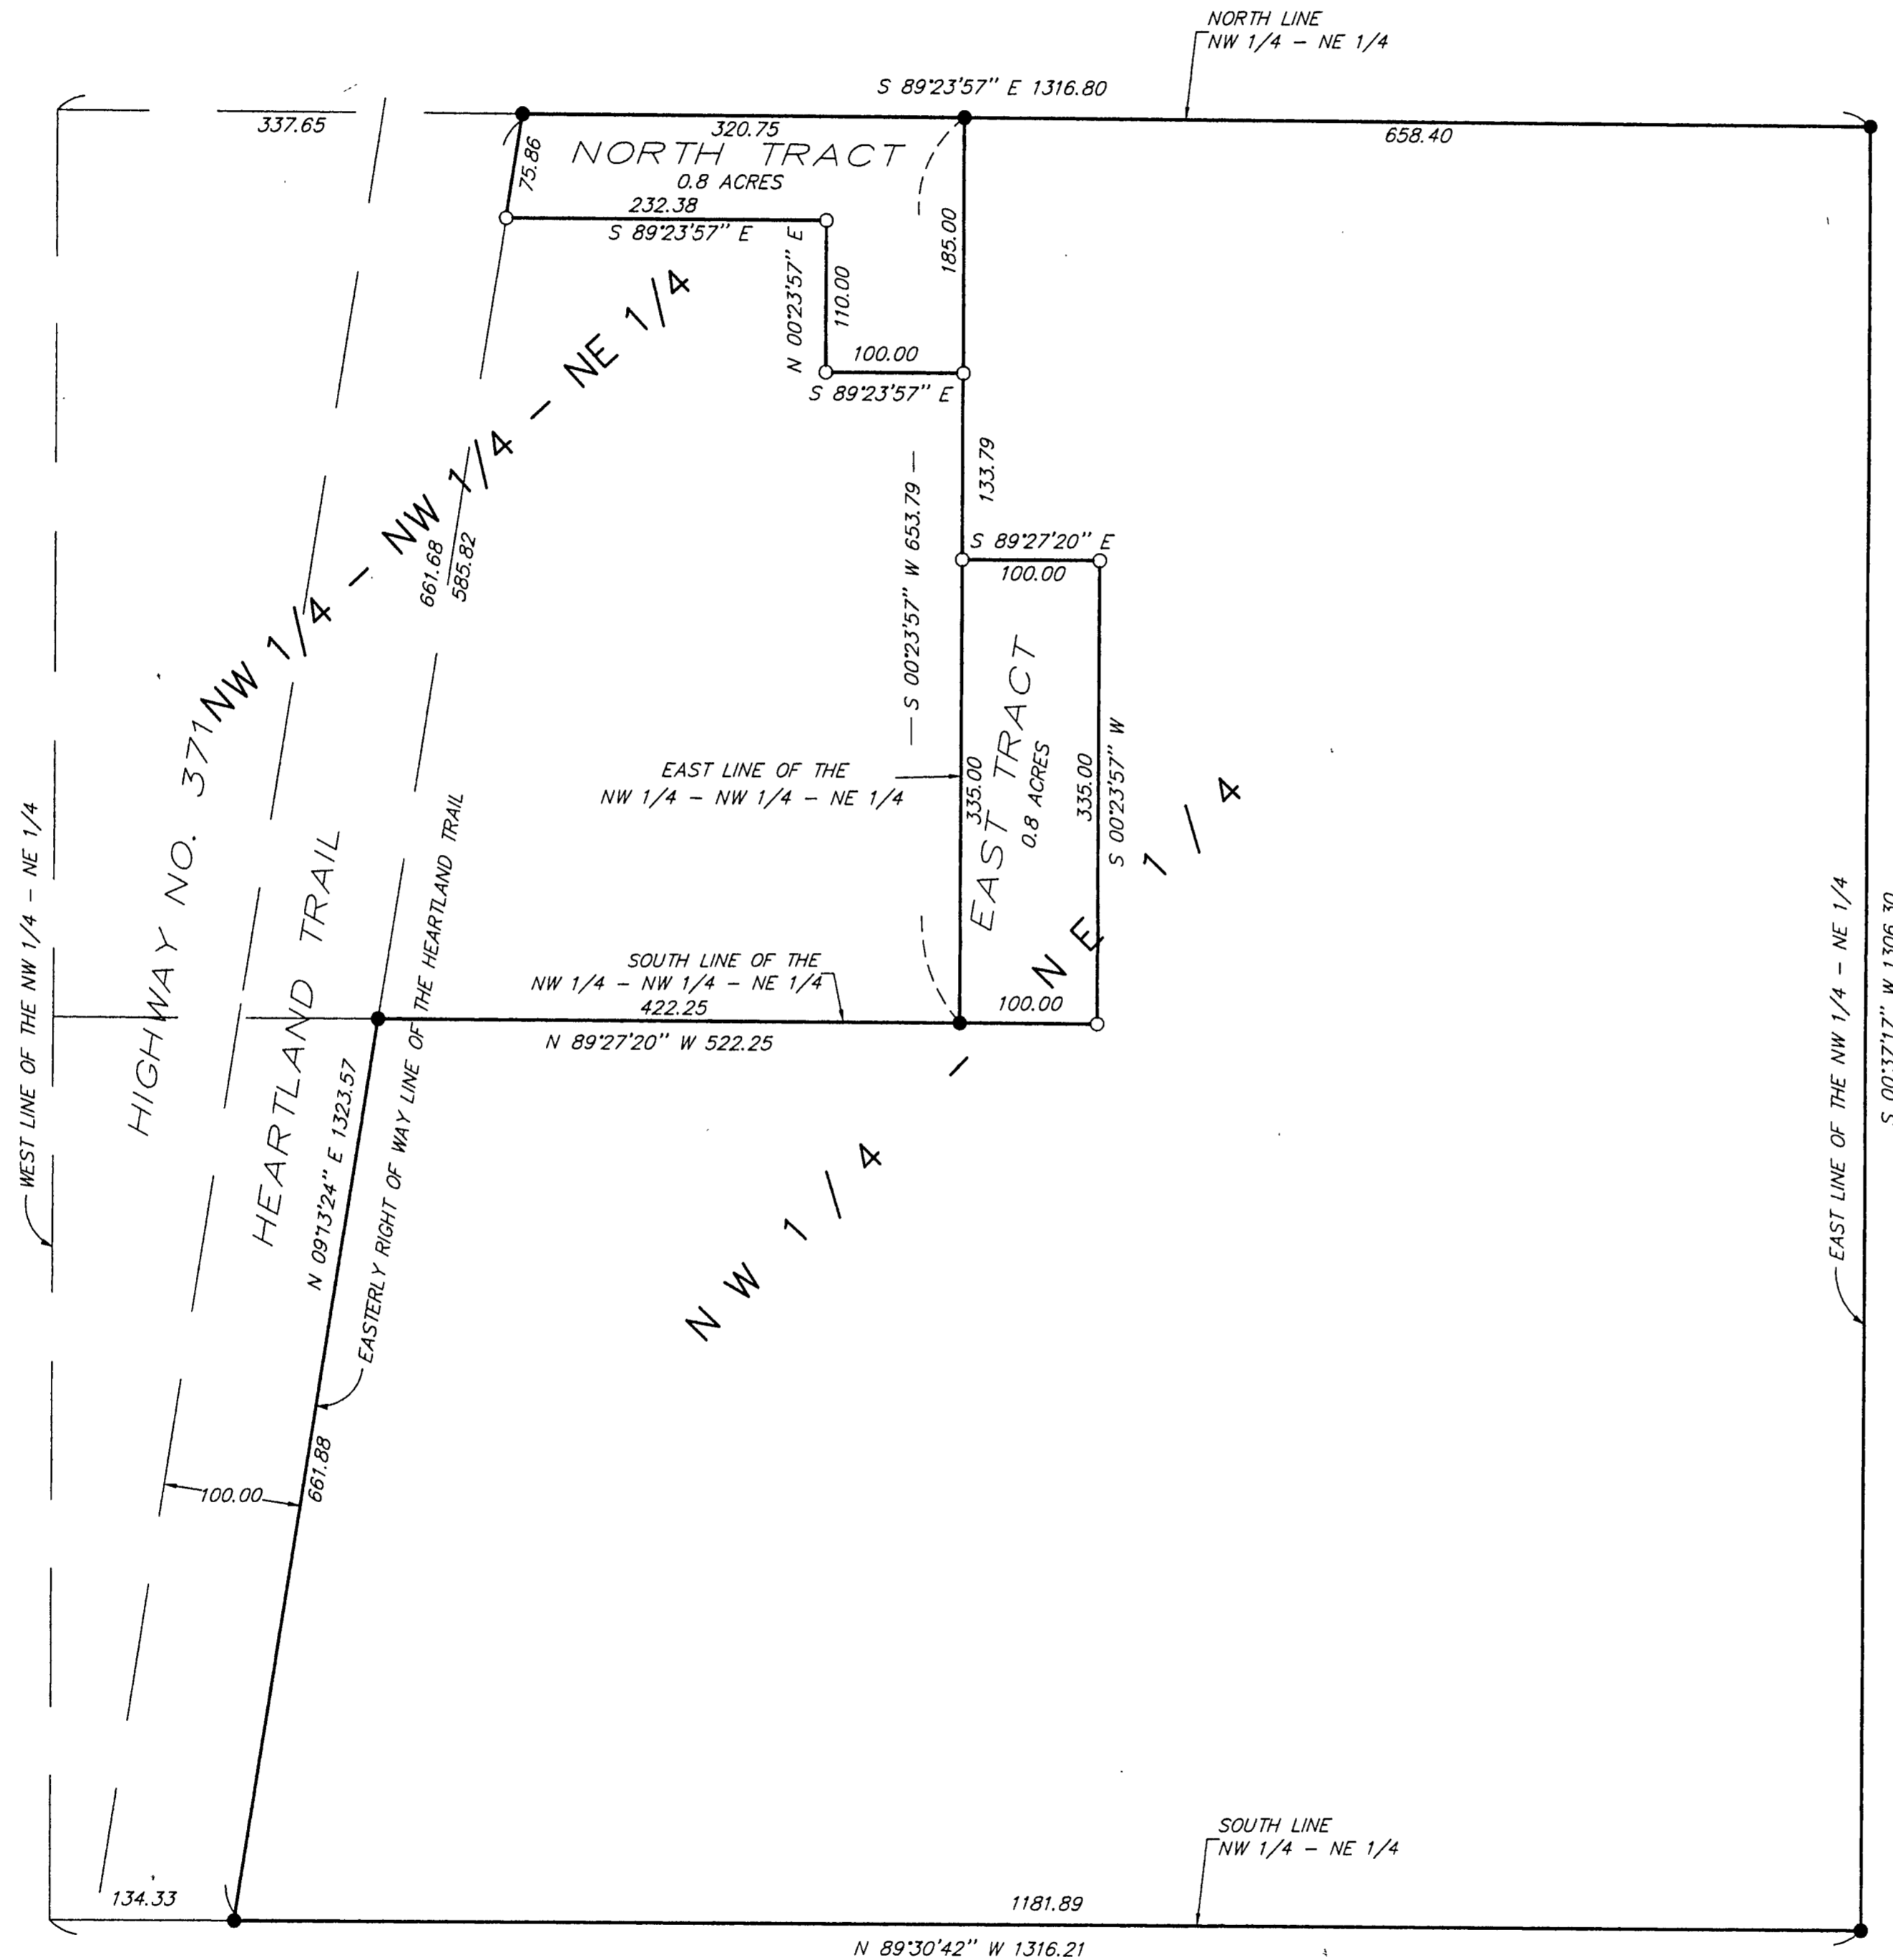 NORTH LINE
NW 1/4 - NE 1/4
S 89°23'57" E 1316.80
337.65
320.75
658.40
75.86
NORTH TRACT
0.8 ACRES
232.38
S 89°23'57" E
N 00°23'57" E
110.00
185.00
100.00
S 89°23'57" E
NW 1/4 - NW 1/4 - NE 1/4
661.68
585.82
— S 00°23'57" W 653.79 —
133.79
S 89°27'20" E
100.00
EAST LINE OF THE
NW 1/4 - NW 1/4 - NE 1/4
335.00
EAST TRACT
0.8 ACRES
335.00
S 00°23'57" W
HIGHWAY NO. 371
HEARTLAND TRAIL
WEST LINE OF THE NW 1/4 - NE 1/4
EASTERLY RIGHT OF WAY LINE OF THE HEARTLAND TRAIL
SOUTH LINE OF THE
NW 1/4 - NW 1/4 - NE 1/4
422.25
100.00
N 89°27'20" W 522.25
N 09°13'24" E 1323.57
NW 1/4 - NE 1/4
EAST LINE OF THE NW 1/4 - NE 1/4
S 00°37'17" W 1306.30
661.88
100.00
SOUTH LINE
NW 1/4 - NE 1/4
134.33
1181.89
N 89°30'42" W 1316.21